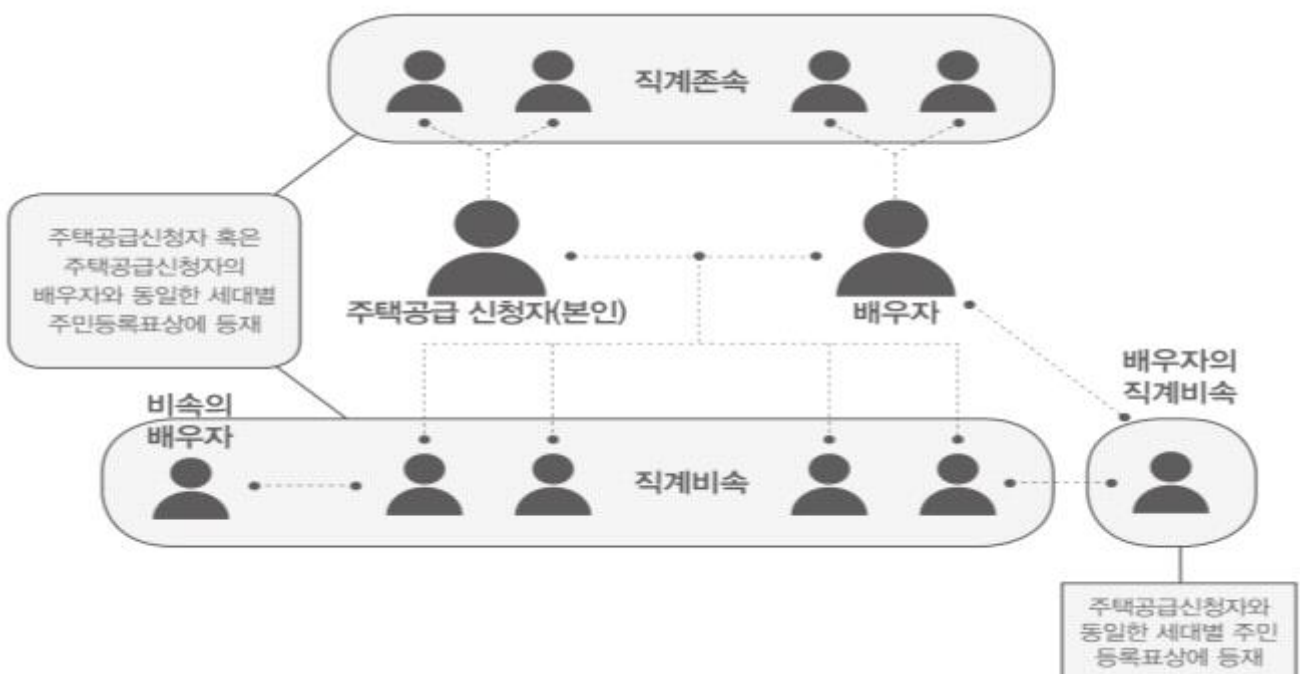 직계존속
주택공급신청자 혹은
주택공급신청자의
배우자와 동일한 세대별
주민등록표상에 등재
주택공급 신청자(본인)
배우자
배우자의
직계비속
비속의
배우자
직계비속
주택공급신청자와
동일한 세대별 주민
등록표상에 등재